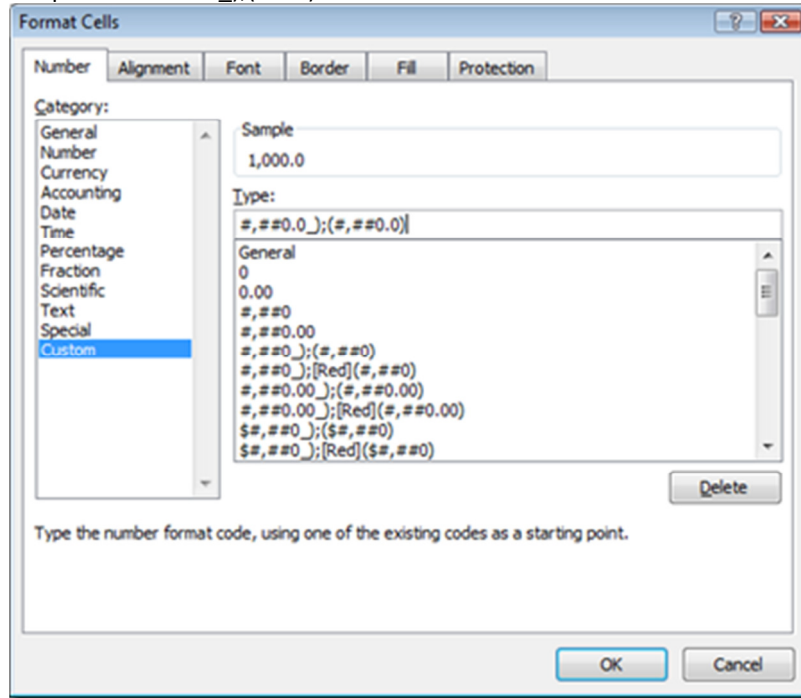 Format Cells
Number Alignment Font Border Fill Protection
Category:
General
Number
Currency
Accounting
Date
Time
Percentage
Fraction
Scientific
Text
Special
Custom
Sample
1,000.0
Type:
#,##0.0_);(#,##0.0)
General
0
0.00
#,##0
#,##0.00
#,##0_);(#,##0)
#,##0_);[Red](#,##0)
#,##0.00_);(#,##0.00)
#,##0.00_);[Red](#,##0.00)
$#,##0_);($#,##0)
$#,##0_);[Red]($#,##0)
Delete
Type the number format code, using one of the existing codes as a starting point.
OK Cancel